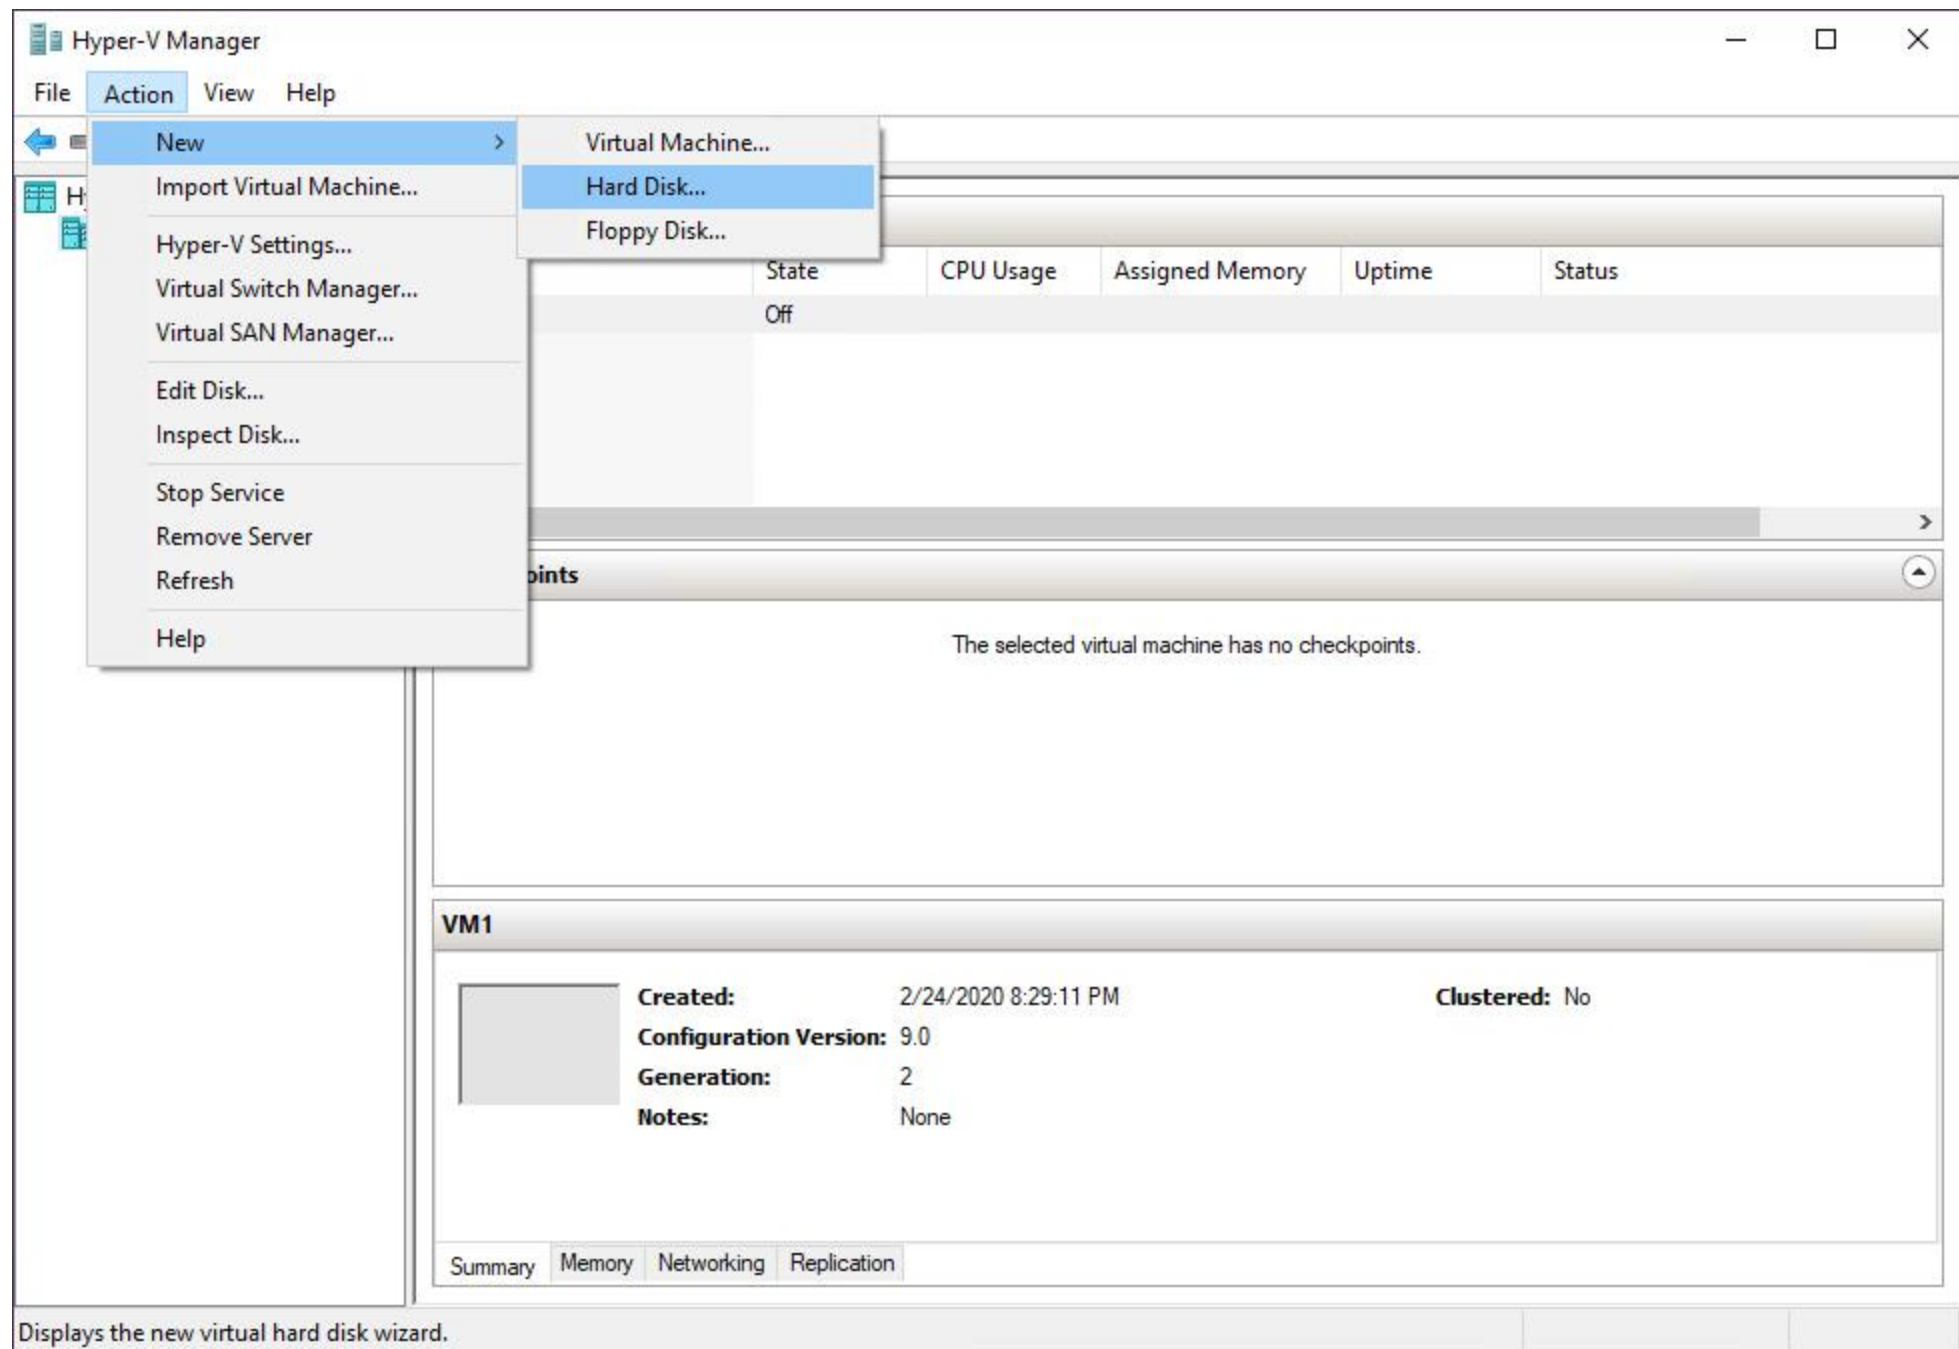 Hyper-V Manager
File Action View Help
New > Virtual Machine...
Import Virtual Machine... Hard Disk...
Floppy Disk...
Hyper-V Settings...
Virtual Switch Manager...
Virtual SAN Manager...
Edit Disk...
Inspect Disk...
Stop Service
Remove Server
Refresh
Help
H
State CPU Usage Assigned Memory Uptime Status
Off
oints
The selected virtual machine has no checkpoints.
VM1
Created: 2/24/2020 8:29:11 PM Clustered: No
Configuration Version: 9.0
Generation: 2
Notes: None
Summary Memory Networking Replication
Displays the new virtual hard disk wizard.